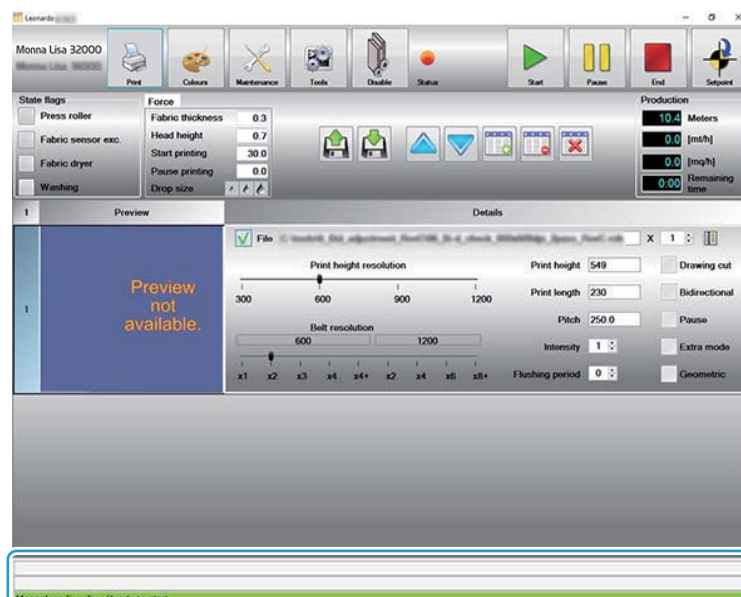 Leonardo
Monna Lisa 32000
Print
Colours
Maintenance
Tools
Disable
Status
Start
Pause
End
Setpoint
State flags
Press roller
Fabric sensor exc.
Fabric dryer
Washing
Force
Fabric thickness 0.3
Head height 0.7
Start printing 30.0
Pause printing 0.0
Drop size
Production
10.4 Meters
0.0 [mt/h]
0.0 [mq/h]
0:00 Remaining time
1 Preview Details
1
Preview
not
available.
File
X 1
Print height resolution
300 600 900 1200
Belt resolution
600 1200
x1 x2 x3 x4 x4+ x2 x4 x6 x8+
Print height 549
Print length 230
Pitch 250.0
Intensity 1
Flushing period 0
Drawing cut
Bidirectional
Pause
Extra mode
Geometric